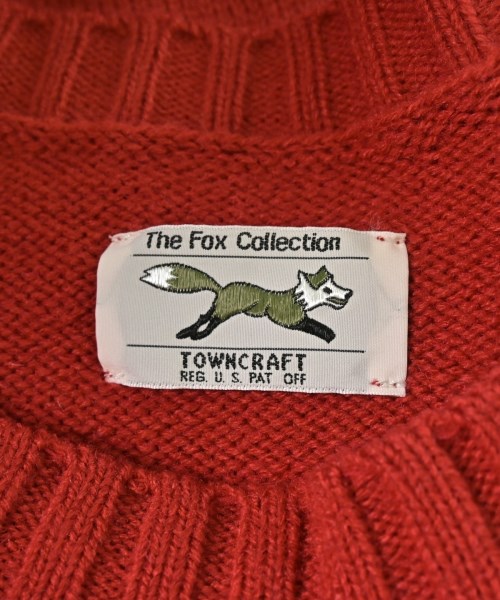 The Fox Collection
TOWNCRAFT
REG. U.S. PAT OFF